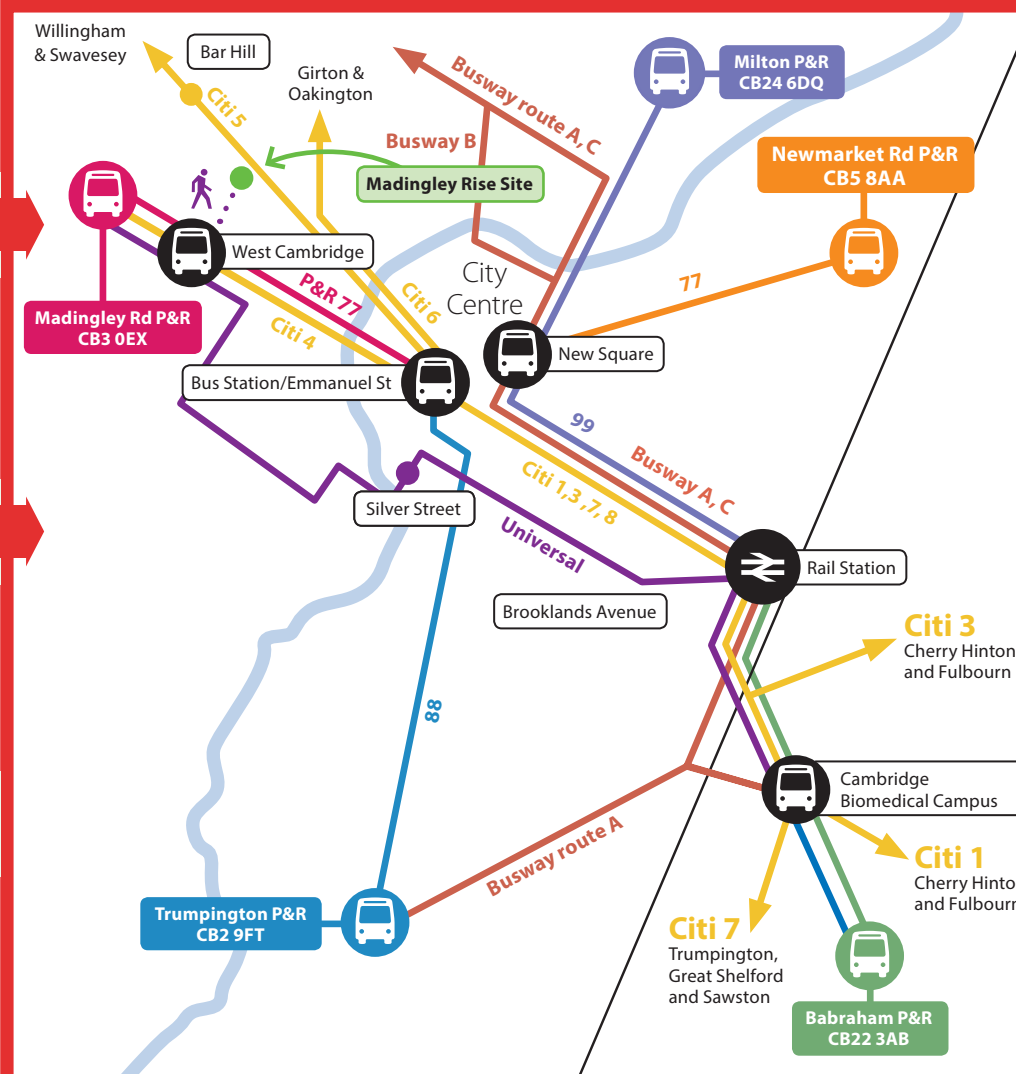 Willingham
& Swavesey
Bar Hill
Girton &
Oakington
Citi 5
Busway route A, C
Busway B
Milton P&R
CB24 6DQ
Madingley Rise Site
Newmarket Rd P&R
CB5 8AA
West Cambridge
City
Centre
77
P&R 77
Citi 6
Citi 4
Madingley Rd P&R
CB3 0EX
New Square
Bus Station/Emmanuel St
99
Busway A, C
Citi 1,3 ,7, 8
Silver Street
Universal
Rail Station
Brooklands Avenue
Citi 3
Cherry Hinton
and Fulbourn
88
Cambridge
Biomedical Campus
Busway route A
Citi 1
Cherry Hinto
and Fulbourn
Trumpington P&R
CB2 9FT
Citi 7
Trumpington,
Great Shelford
and Sawston
Babraham P&R
CB22 3AB